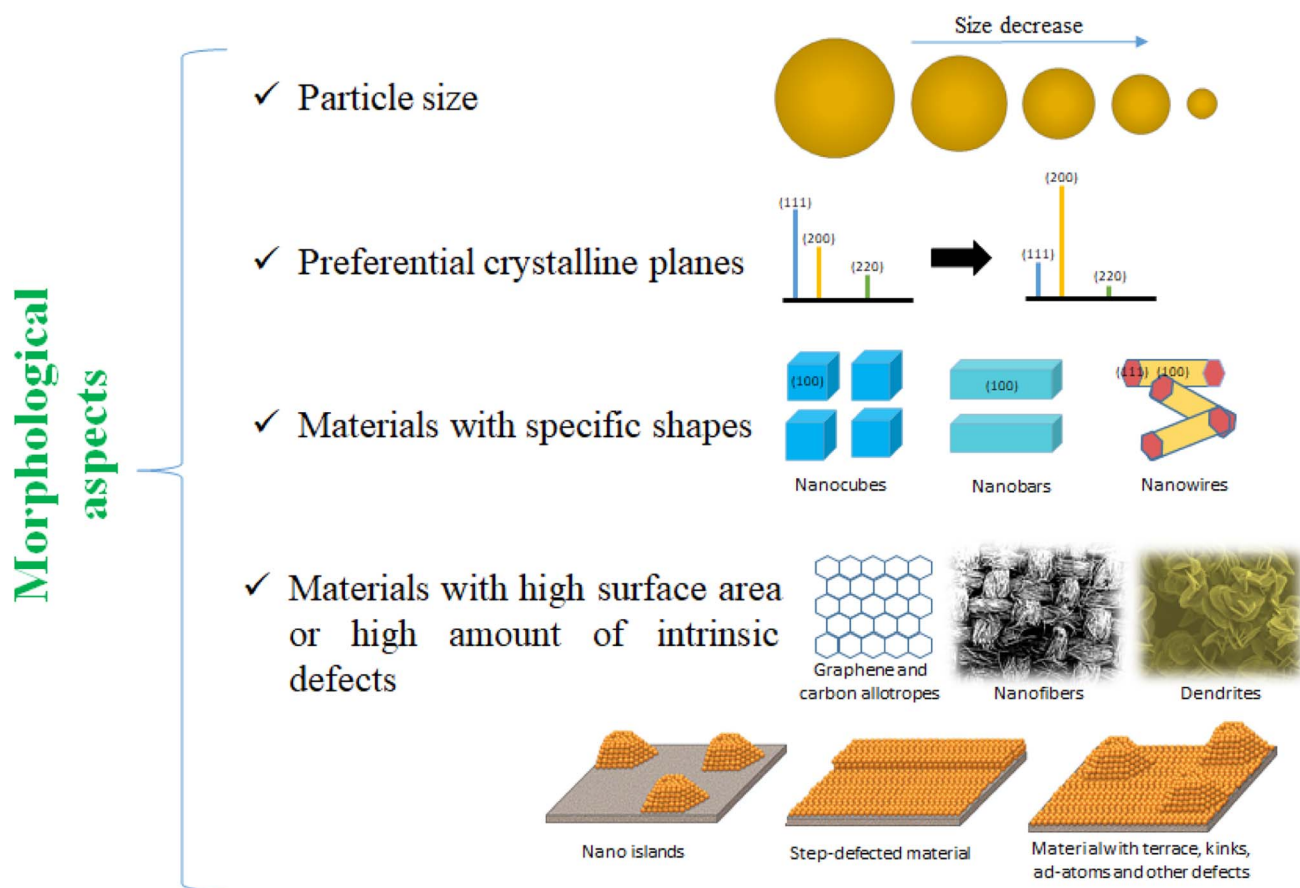 Morphological
aspects
Size decrease
✓ Particle size
(111)
(200)
(220)
(200)
(111)
(220)
✓ Preferential crystalline planes
✓ Materials with specific shapes
(100)
(100)
(111) (100)
Nanocubes
Nanobars
Nanowires
✓ Materials with high surface area
or high amount of intrinsic
defects
Graphene and
carbon allotropes
Nanofibers
Dendrites
Nano islands
Step-defected material
Material with terrace, kinks,
ad-atoms and other defects